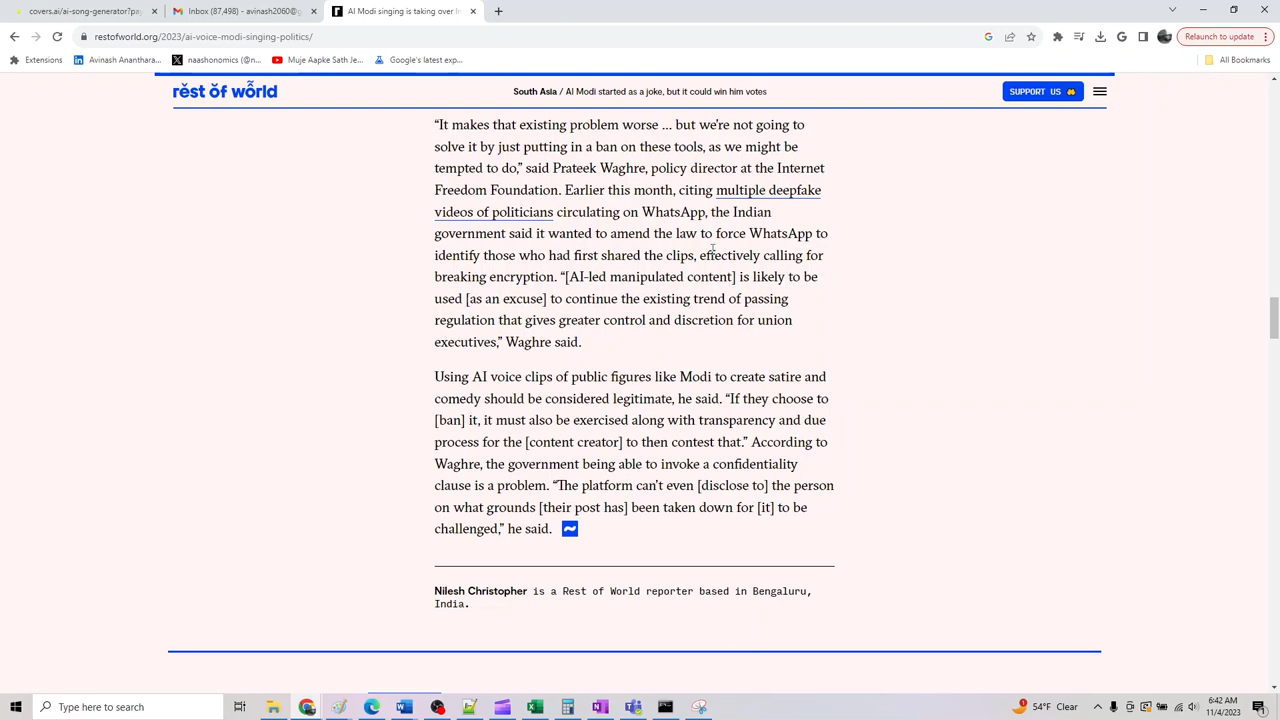 covers.ai/ai-song-generator?pay
Inbox (87,498) - avinash2060@g
AI Modi singing is taking over In
restofworld.org/2023/ai-voice-modi-singing-politics/
Relaunch to update
Extensions
Avinash Ananthara...
naashonomics (@n...
Muje Aapke Sath Je...
Google's latest exp...
All Bookmarks
rest of world
South Asia / AI Modi started as a joke, but it could win him votes
SUPPORT US
“It makes that existing problem worse ... but we’re not going to
solve it by just putting in a ban on these tools, as we might be
tempted to do,” said Prateek Waghre, policy director at the Internet
Freedom Foundation. Earlier this month, citing multiple deepfake
videos of politicians circulating on WhatsApp, the Indian
government said it wanted to amend the law to force WhatsApp to
identify those who had first shared the clips, effectively calling for
breaking encryption. “[AI-led manipulated content] is likely to be
used [as an excuse] to continue the existing trend of passing
regulation that gives greater control and discretion for union
executives,” Waghre said.
Using AI voice clips of public figures like Modi to create satire and
comedy should be considered legitimate, he said. “If they choose to
[ban] it, it must also be exercised along with transparency and due
process for the [content creator] to then contest that.” According to
Waghre, the government being able to invoke a confidentiality
clause is a problem. “The platform can’t even [disclose to] the person
on what grounds [their post has] been taken down for [it] to be
challenged,” he said.
Nilesh Christopher is a Rest of World reporter based in Bengaluru,
India.
Type here to search
54°F Clear
6:42 AM
11/4/2023